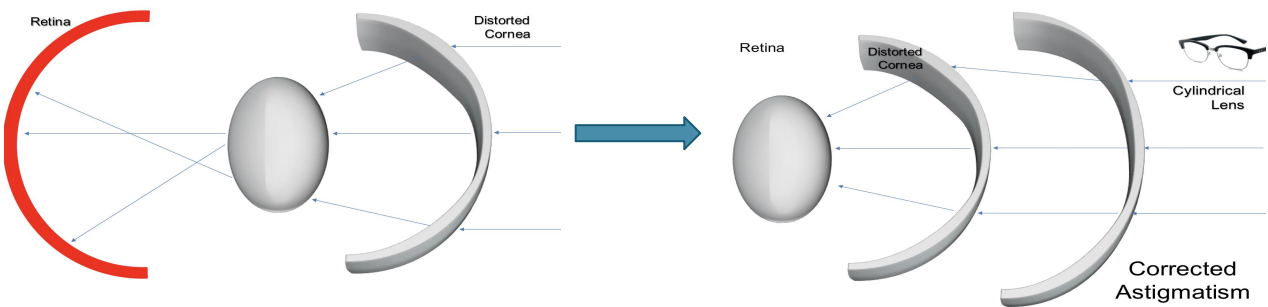 Retina
Distorted
Cornea
Retina
Distorted
Cornea
Cylindrical
Lens
Corrected
Astigmatism